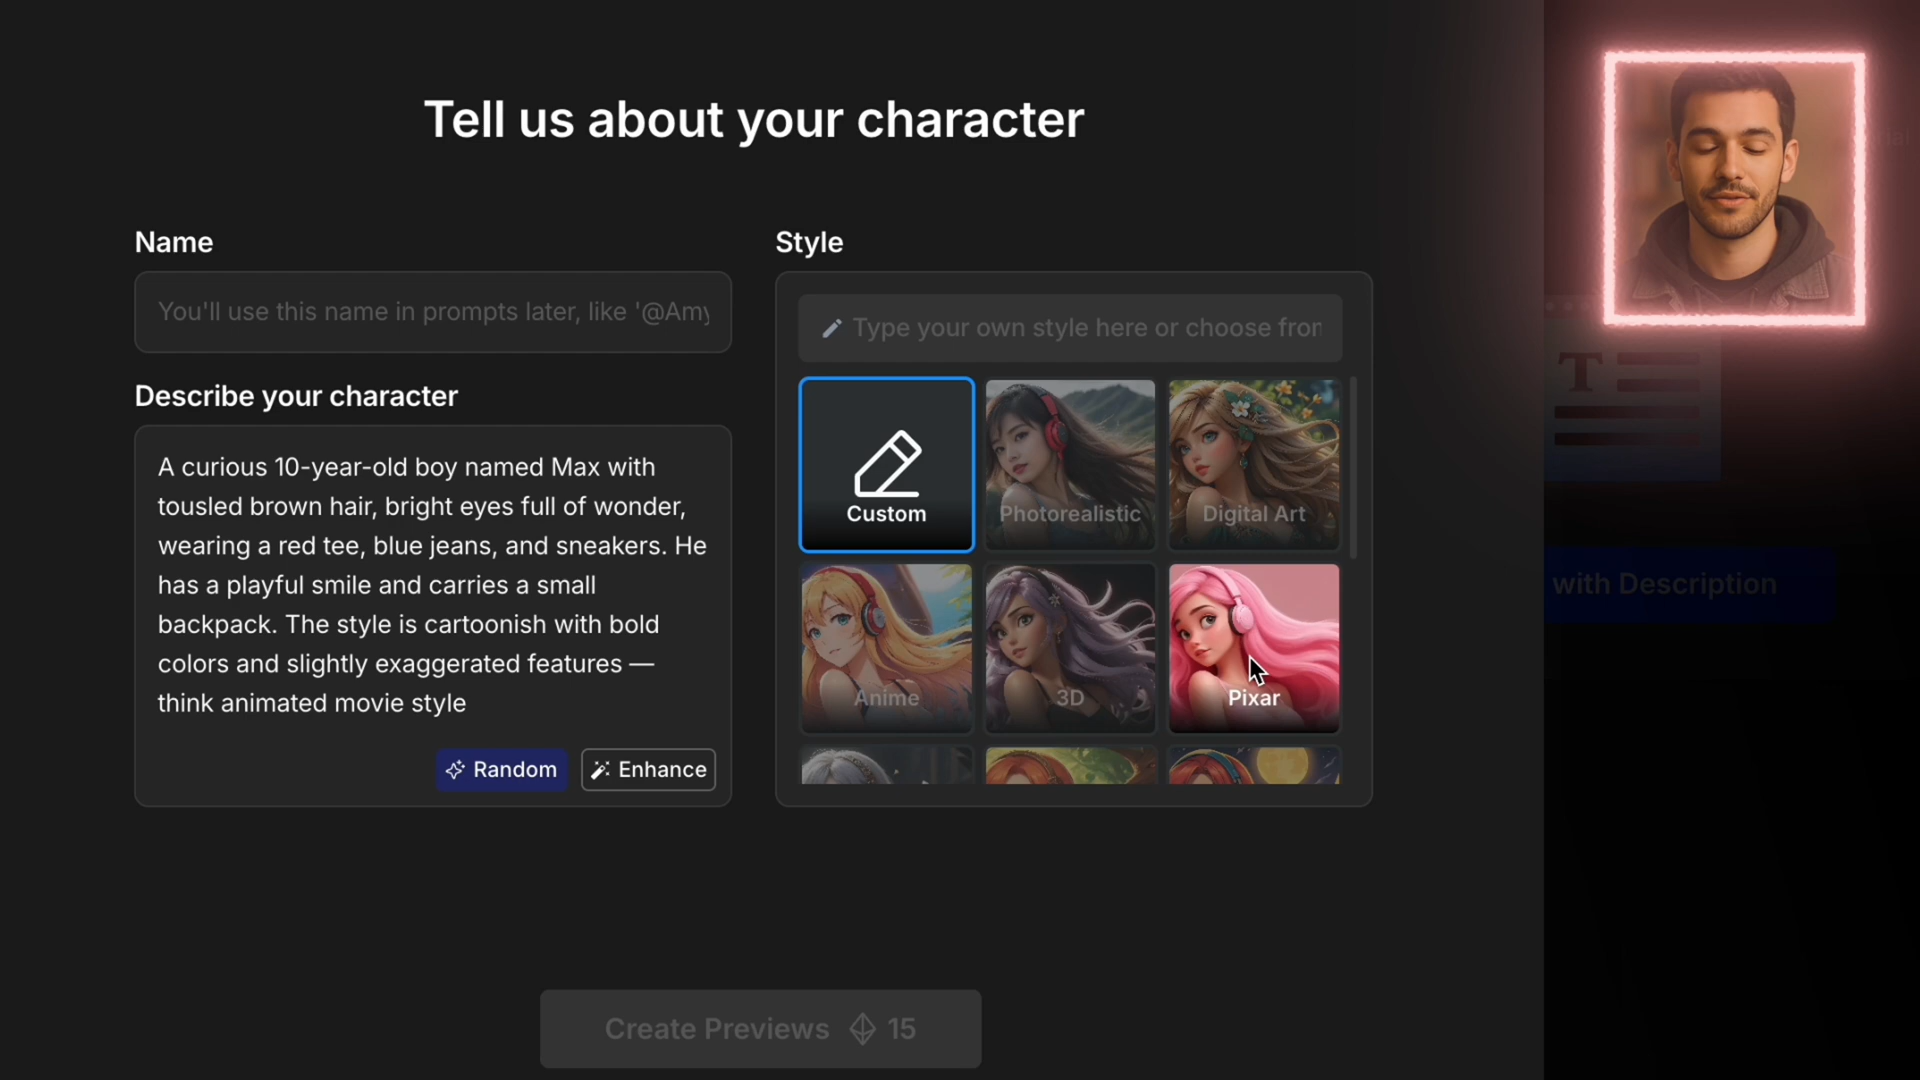 Tell us about your character
Name
You'll use this name in prompts later, like '@Amy
Describe your character
A curious 10-year-old boy named Max with
tousled brown hair, bright eyes full of wonder,
wearing a red tee, blue jeans, and sneakers. He
has a playful smile and carries a small
backpack. The style is cartoonish with bold
colors and slightly exaggerated features —
think animated movie style
Random
Enhance
Style
Type your own style here or choose fron
Custom
Photorealistic
Digital Art
Anime
3D
Pixar
with Description
T
Create Previews 15